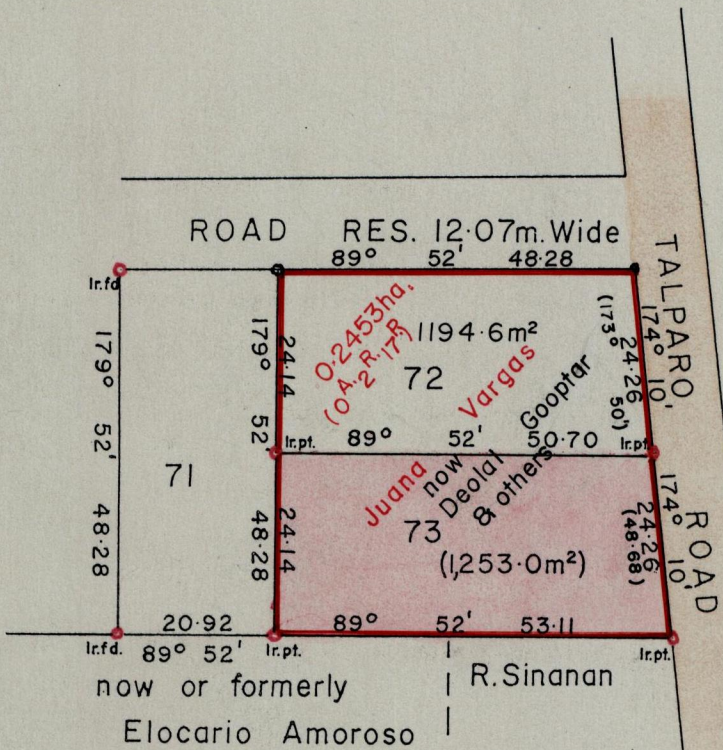 ROAD RES. 12·07m. Wide
89° 52' 48·28
Ir.fd
TALPARO
ROAD
0·2453ha.
A. R. P.
(0 2 17)
1194·6m²
72
179° 52'
24·14
48·28
24·14
(173° 50')
24·26
174° 10'
Ir.pt.
89° 52' 50·70
Ir.pt.
179° 52' 48·28
71
Juana Vargas
now
Deolal Gooptar
& others
73
(1,253·0m²)
24·26
(48·68)
174° 10'
20·92
89° 52'
89° 52' 53·11
Ir.fd.
Ir.pt.
Ir.pt.
now or formerly
Elocario Amoroso
R. Sinanan